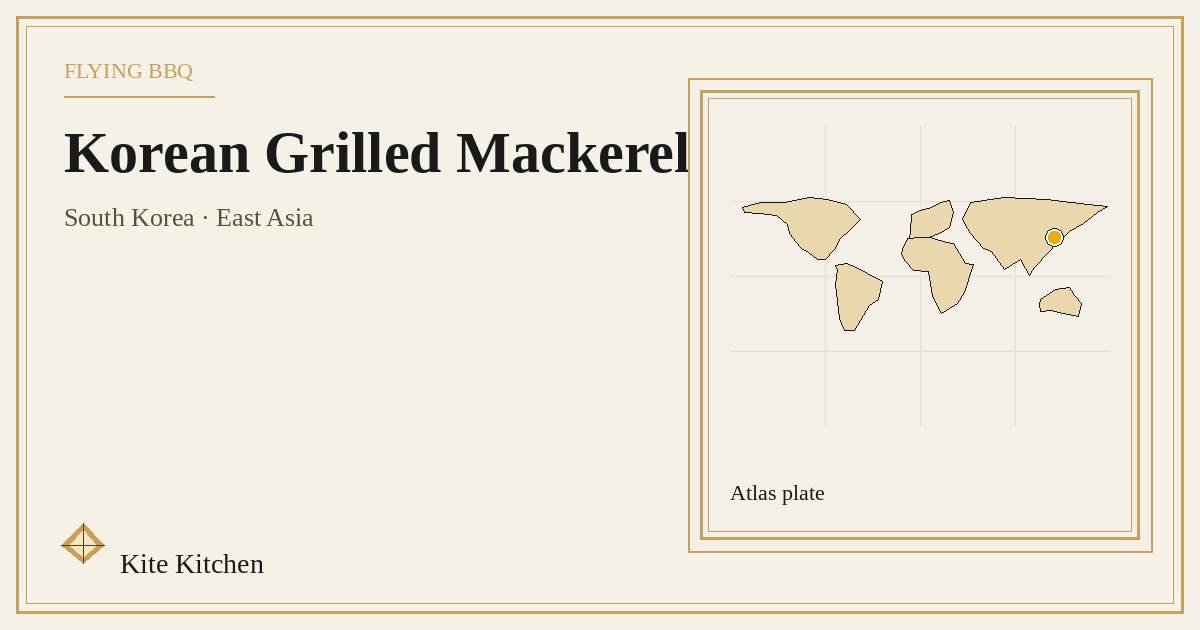 FLYING BBQ
Korean Grilled Mackerel
South Korea · East Asia
Atlas plate
Kite Kitchen